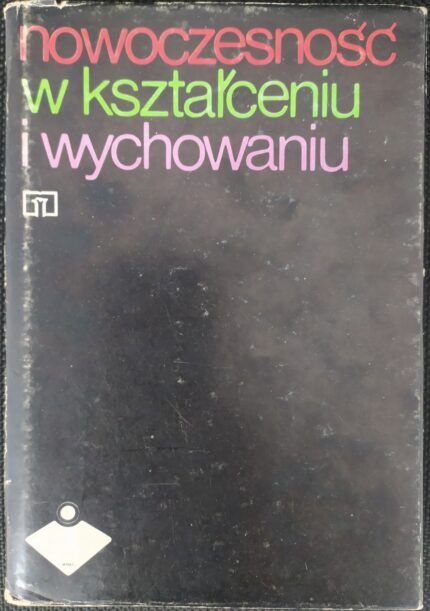 nowoczesność
w kształceniu
i wychowaniu